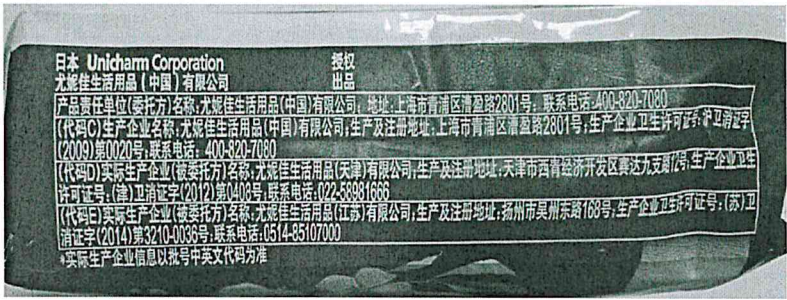 日本 Unicharm Corporation 授权
尤妮佳生活用品（中国）有限公司 出品
产品责任单位(委托方)名称:尤妮佳生活用品(中国)有限公司；地址:上海市青浦区漕盈路2801号；联系电话:400-820-7080
(代码C)生产企业名称:尤妮佳生活用品(中国)有限公司;生产及注册地址:上海市青浦区漕盈路2801号;生产企业卫生许可证号:沪卫消证字
(2009)第0020号;联系电话：400-820-7080
(代码D)实际生产企业(被委托方)名称:尤妮佳生活用品(天津)有限公司;生产及注册地址:天津市西青经济开发区赛达九支路12号;生产企业卫生
许可证号:(津)卫消证字(2012)第0408号;联系电话:022-58981666
(代码E)实际生产企业(被委托方)名称:尤妮佳生活用品(江苏)有限公司;生产及注册地址:扬州市吴州东路168号;生产企业卫生许可证号:(苏)卫
消证字(2014)第3210-0036号;联系电话:0514-85107000
*实际生产企业信息以批号中英文代码为准